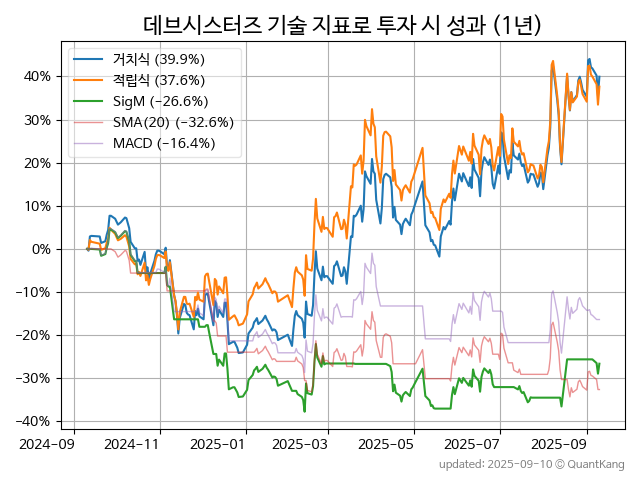 데브시스터즈 기술 지표로 투자 시 성과 (1년)
거치식 (39.9%)
적립식 (37.6%)
SigM (−26.6%)
SMA(20) (−32.6%)
MACD (−16.4%)
40%
30%
20%
10%
0%
−10%
−20%
−30%
−40%
2024-09 2024-11 2025-01 2025-03 2025-05 2025-07 2025-09
updated: 2025-09-10 © QuantKang